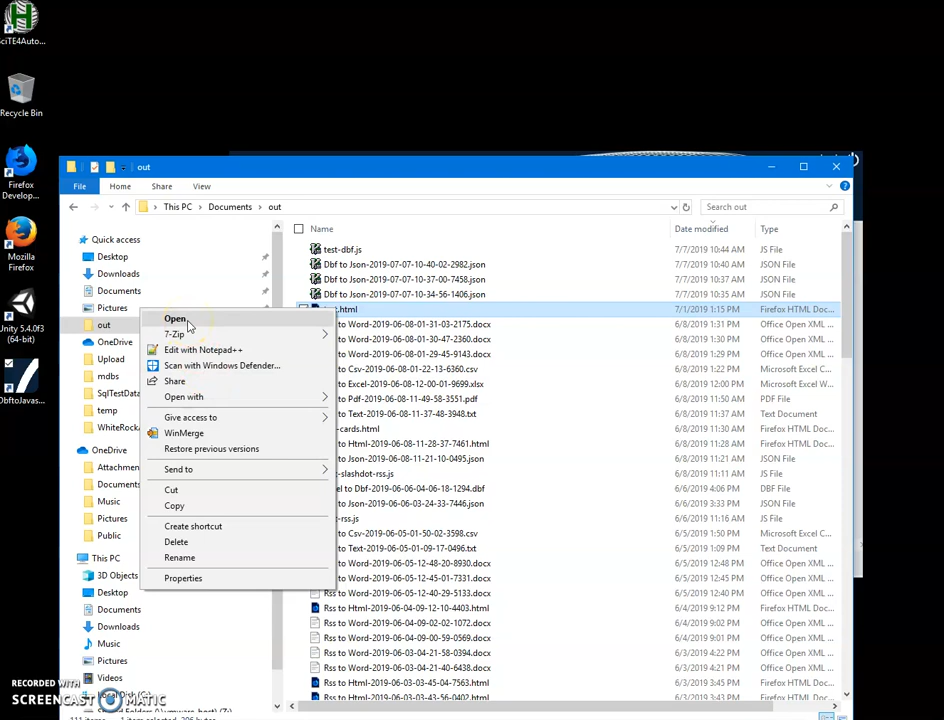 SciTE4Auto...
Recycle Bin
Firefox
Develop...
Mozilla
Firefox
Unity 5.4.0f3
(64-bit)
DbftoJavas...
out
File
Home
Share
View
This PC
Documents
out
Search out
Name
Date modified
Type
Quick access
Desktop
Downloads
Documents
Pictures
out
OneDrive
Upload
mdbs
SqlTestData
temp
WhiteRock
OneDrive
Attachmen
Documents
Music
Pictures
Public
This PC
3D Objects
Desktop
Documents
Downloads
Music
Pictures
Videos
Local Disk (C:)
Shared Folders (\\vmware-host) (Z:)
Open
7-Zip
Edit with Notepad++
Scan with Windows Defender...
Share
Open with
Give access to
WinMerge
Restore previous versions
Send to
Cut
Copy
Create shortcut
Delete
Rename
Properties
test-dbf.js 7/7/2019 10:44 AM JS File
Dbf to Json-2019-07-07-10-40-02-2982.json 7/7/2019 10:40 AM JSON File
Dbf to Json-2019-07-07-10-37-00-7458.json 7/7/2019 10:37 AM JSON File
Dbf to Json-2019-07-07-10-34-56-1406.json 7/7/2019 10:34 AM JSON File
.html 7/1/2019 1:15 PM Firefox HTML Doc...
to Word-2019-06-08-01-31-03-2175.docx 6/8/2019 1:31 PM Office Open XML ...
to Word-2019-06-08-01-30-47-2360.docx 6/8/2019 1:30 PM Office Open XML ...
to Word-2019-06-08-01-29-45-9143.docx 6/8/2019 1:29 PM Office Open XML ...
to Csv-2019-06-08-01-22-13-6360.csv 6/8/2019 1:22 PM Microsoft Excel C...
to Excel-2019-06-08-12-00-01-9699.xlsx 6/8/2019 12:00 PM Microsoft Excel ...
to Pdf-2019-06-08-11-49-58-3551.pdf 6/8/2019 11:50 AM PDF File
to Text-2019-06-08-11-37-48-3948.txt 6/8/2019 11:37 AM Text Document
-cards.html 6/8/2019 11:29 AM Firefox HTML Doc...
to Html-2019-06-08-11-28-37-7461.html 6/8/2019 11:28 AM Firefox HTML Doc...
to Json-2019-06-08-11-21-10-0495.json 6/8/2019 11:21 AM JSON File
-slashdot-rss.js 6/8/2019 11:11 AM JS File
el to Dbf-2019-06-06-04-06-18-1294.dbf 6/6/2019 4:06 PM DBF File
to Json-2019-06-06-03-24-33-7446.json 6/6/2019 3:33 PM JSON File
-rss.js 6/6/2019 11:16 AM JS File
to Csv-2019-06-05-01-50-02-3598.csv 6/5/2019 1:50 PM Microsoft Excel C...
to Text-2019-06-05-01-09-17-0496.txt 6/5/2019 1:09 PM Text Document
to Word-2019-06-05-12-48-20-8930.docx 6/5/2019 12:48 PM Office Open XML ...
to Word-2019-06-05-12-45-01-7331.docx 6/5/2019 12:45 PM Office Open XML ...
Rss to Word-2019-06-05-12-40-29-5133.docx 6/5/2019 12:40 PM Office Open XML ...
Rss to Html-2019-06-04-09-12-10-4403.html 6/4/2019 9:12 PM Firefox HTML Doc...
Rss to Word-2019-06-04-09-02-02-1072.docx 6/4/2019 9:02 PM Office Open XML ...
Rss to Word-2019-06-04-09-00-59-0569.docx 6/4/2019 9:01 PM Office Open XML ...
Rss to Word-2019-06-03-04-21-58-0394.docx 6/3/2019 4:22 PM Office Open XML ...
Rss to Word-2019-06-03-04-21-40-6438.docx 6/3/2019 4:21 PM Office Open XML ...
Rss to Html-2019-06-03-03-45-04-7563.html 6/3/2019 3:45 PM Firefox HTML Doc...
Rss to Html-2019-06-03-03-43-56-0402.html 6/3/2019 3:43 PM Firefox HTML Doc...
111 items 1 item selected 296 bytes
RECORDED WITH
SCREENCAST MATIC